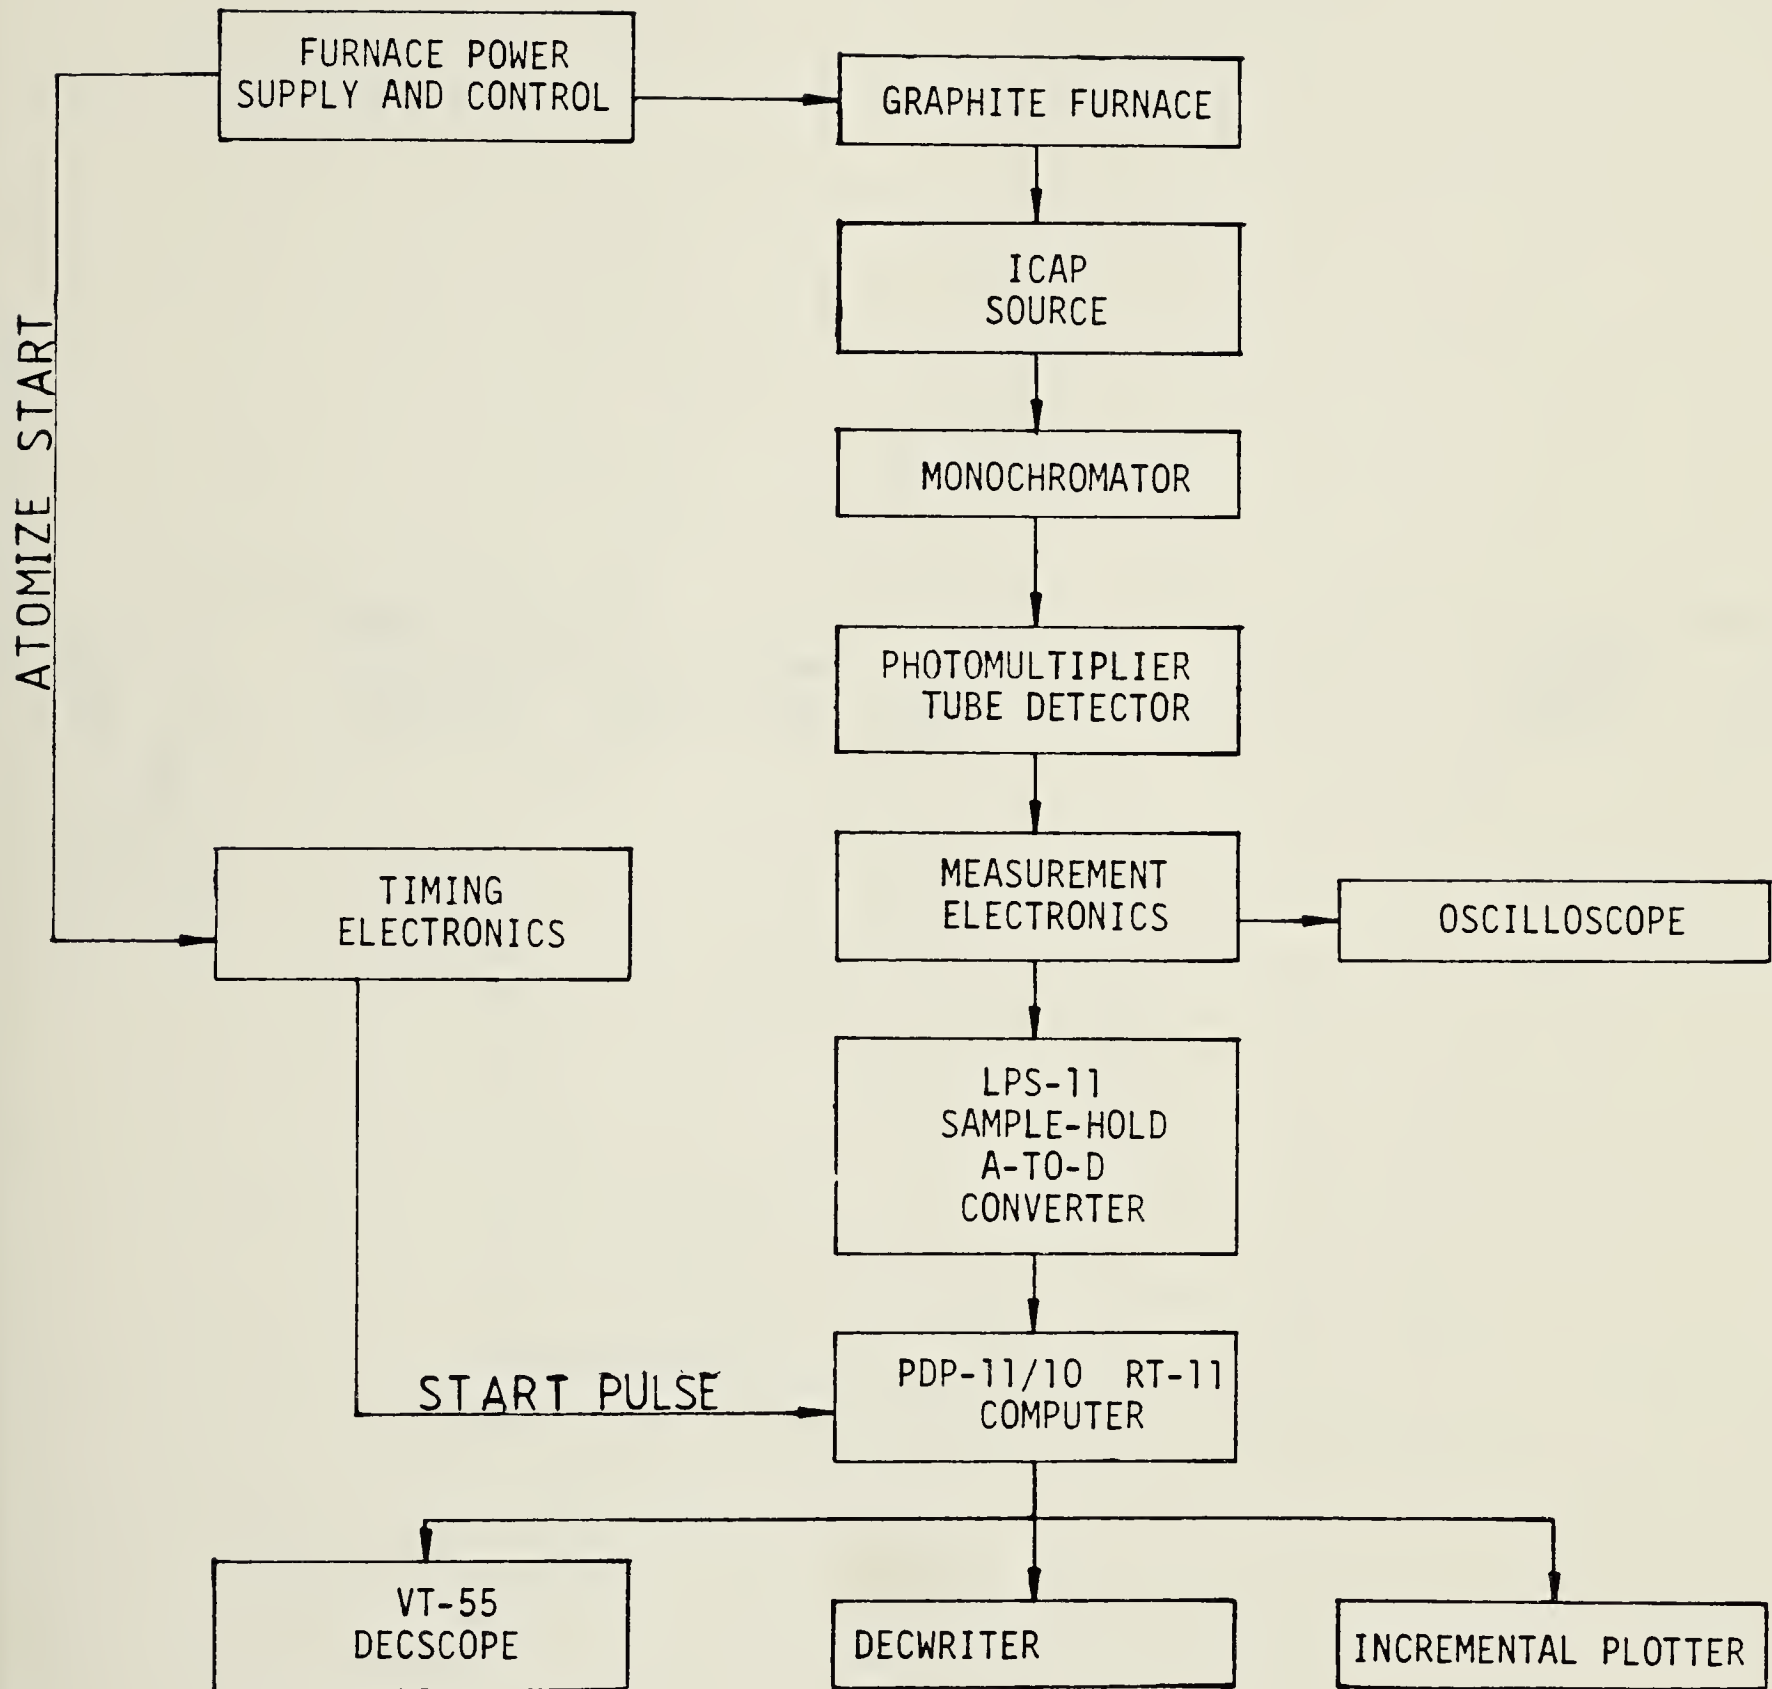 FURNACE POWER
SUPPLY AND CONTROL
GRAPHITE FURNACE
ICAP
SOURCE
ATOMIZE START
MONOCHROMATOR
PHOTOMULTIPLIER
TUBE DETECTOR
TIMING
ELECTRONICS
MEASUREMENT
ELECTRONICS
OSCILLOSCOPE
LPS-11
SAMPLE-HOLD
A-TO-D
CONVERTER
START PULSE
PDP-11/10 RT-11
COMPUTER
VT-55
DECSCOPE
DECWRITER
INCREMENTAL PLOTTER